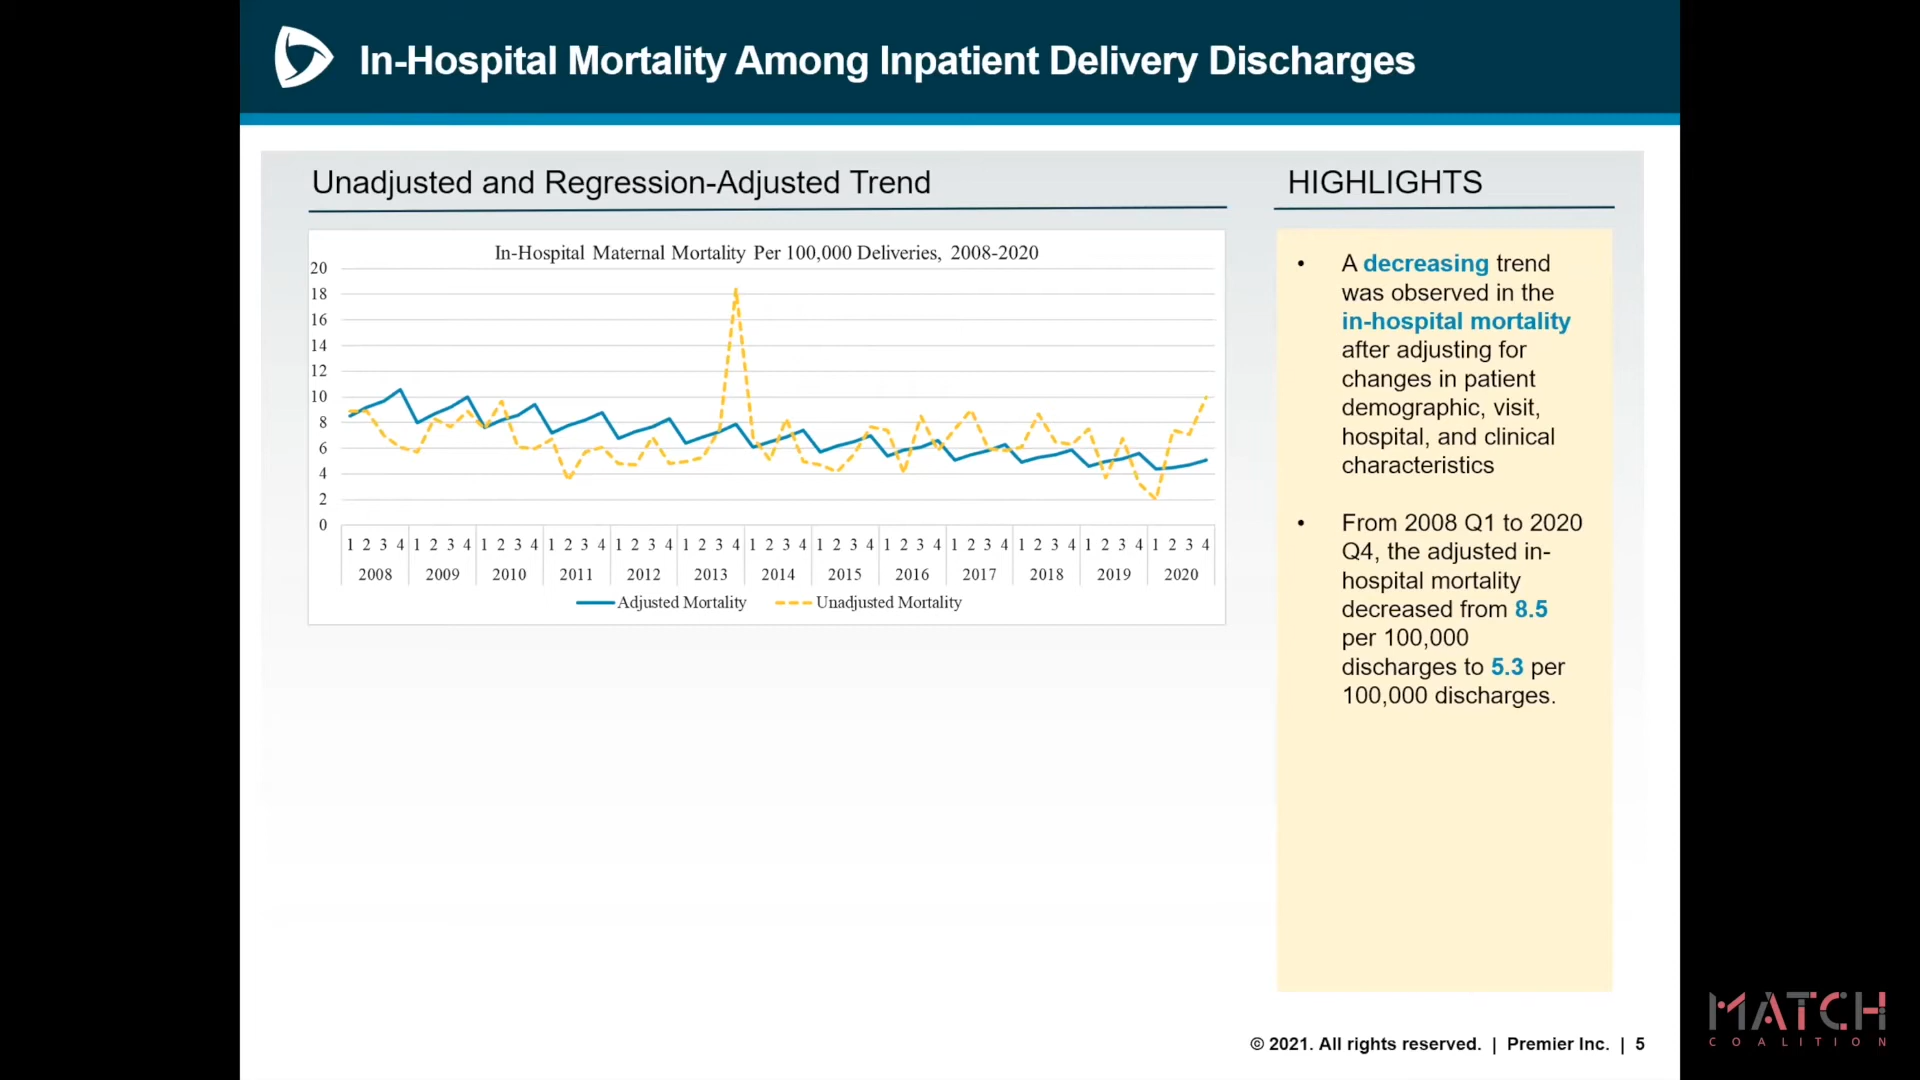 In-Hospital Mortality Among Inpatient Delivery Discharges
Unadjusted and Regression-Adjusted Trend
In-Hospital Maternal Mortality Per 100,000 Deliveries, 2008-2020
20
18
16
14
12
10
8
6
4
2
0
1 2 3 4 1 2 3 4 1 2 3 4 1 2 3 4 1 2 3 4 1 2 3 4 1 2 3 4 1 2 3 4 1 2 3 4 1 2 3 4 1 2 3 4 1 2 3 4 1 2 3 4
2008 2009 2010 2011 2012 2013 2014 2015 2016 2017 2018 2019 2020
Adjusted Mortality Unadjusted Mortality
HIGHLIGHTS
• A decreasing trend
was observed in the
in-hospital mortality
after adjusting for
changes in patient
demographic, visit,
hospital, and clinical
characteristics
• From 2008 Q1 to 2020
Q4, the adjusted in-
hospital mortality
decreased from 8.5
per 100,000
discharges to 5.3 per
100,000 discharges.
© 2021. All rights reserved. | Premier Inc. | 5
MATCH
COALITION